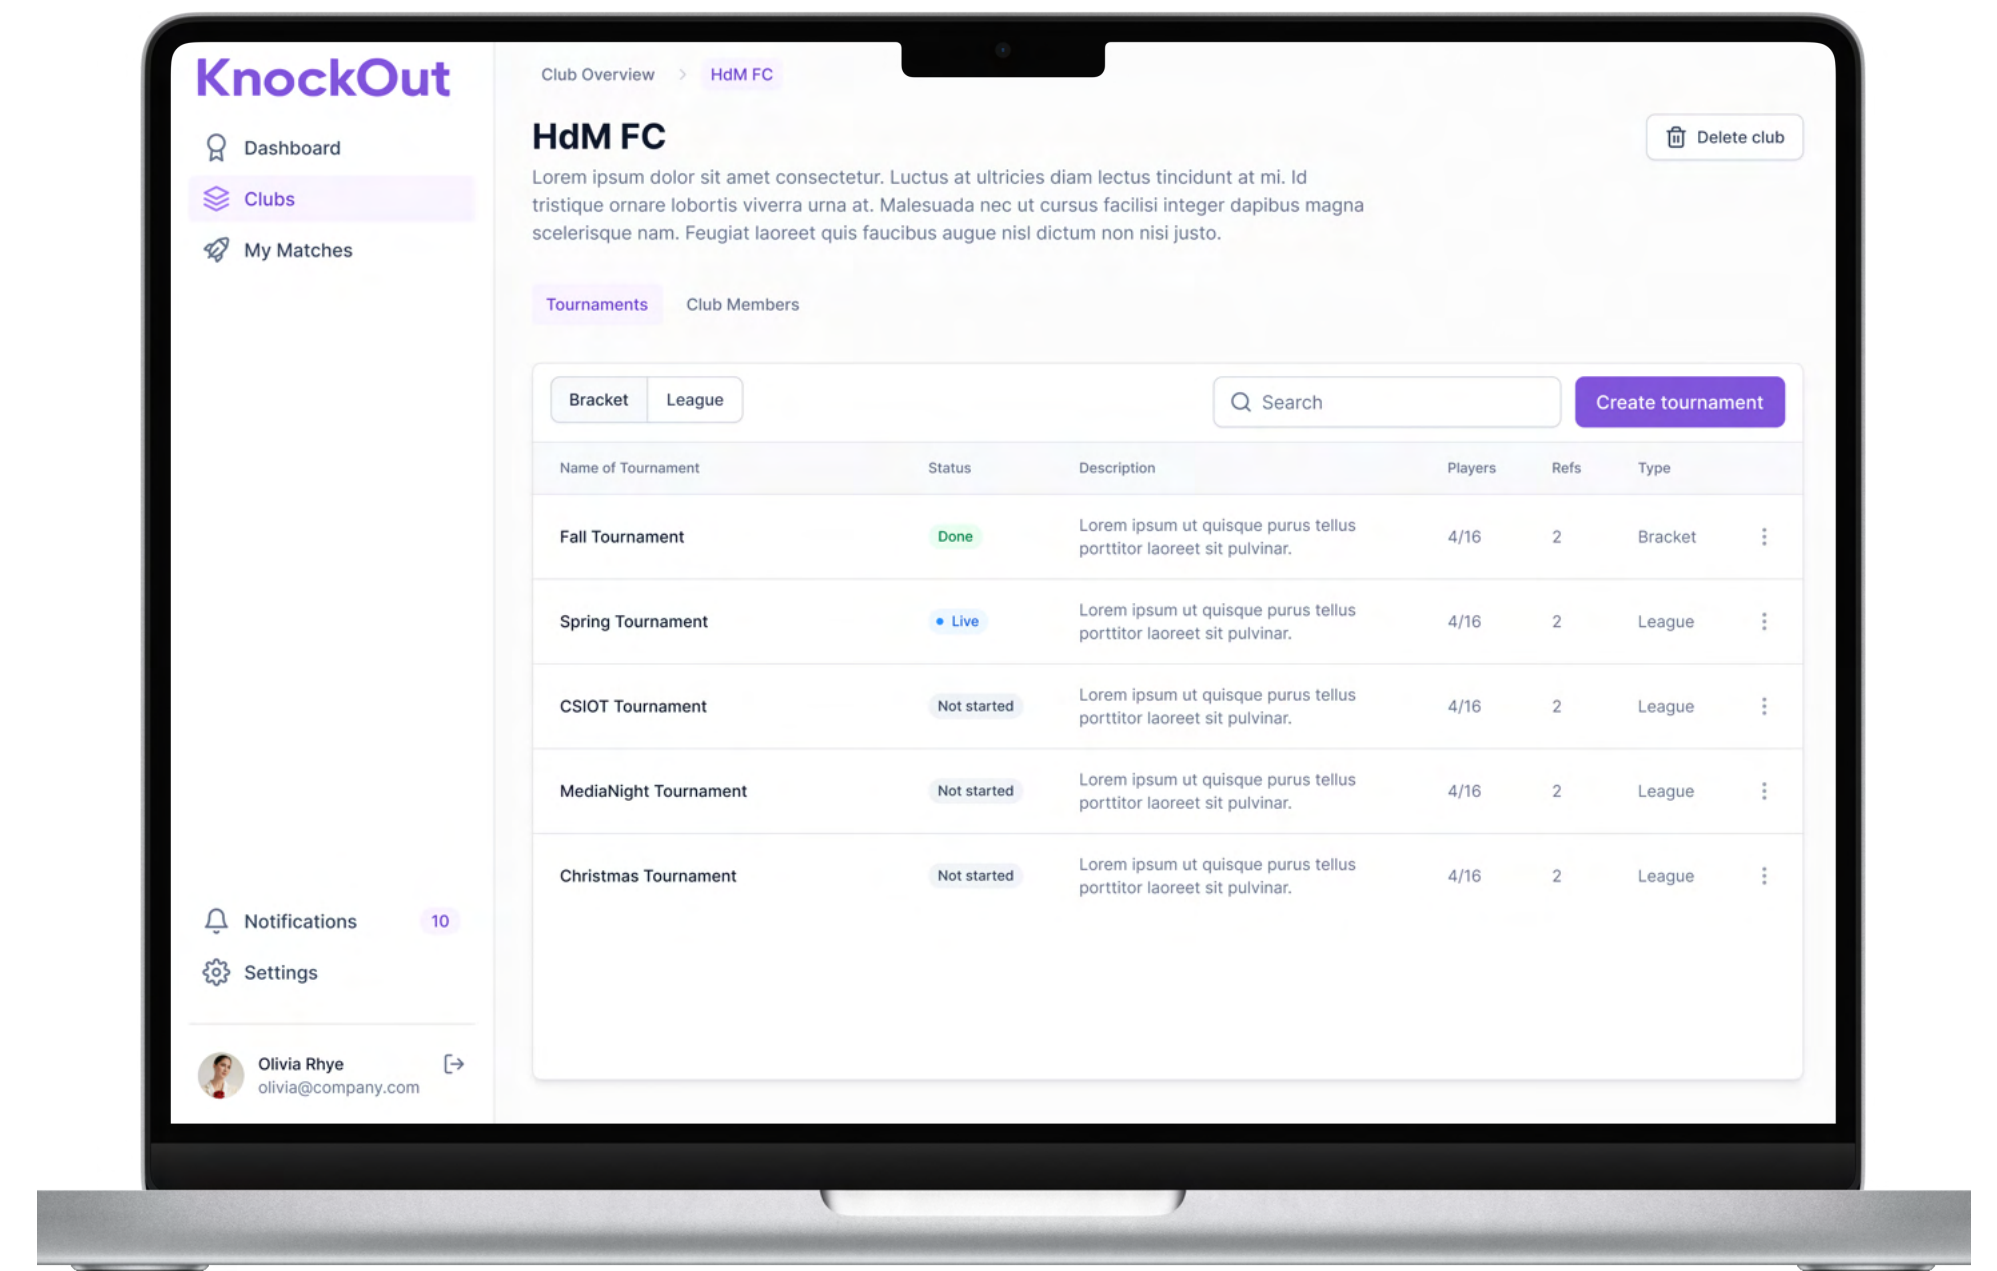 KnockOut
Dashboard
Clubs
My Matches
Notifications 10
Settings
Olivia Rhye
olivia@company.com
Club Overview HdM FC
HdM FC
Delete club
Lorem ipsum dolor sit amet consectetur. Luctus at ultricies diam lectus tincidunt at mi. Id
tristique ornare lobortis viverra urna at. Malesuada nec ut cursus facilisi integer dapibus magna
scelerisque nam. Feugiat laoreet quis faucibus augue nisl dictum non nisi justo.
Tournaments Club Members
Bracket League Search Create tournament
Name of Tournament Status Description Players Refs Type
Fall Tournament Done Lorem ipsum ut quisque purus tellus 4/16 2 Bracket
porttitor laoreet sit pulvinar.
Spring Tournament Live Lorem ipsum ut quisque purus tellus 4/16 2 League
porttitor laoreet sit pulvinar.
CSIOT Tournament Not started Lorem ipsum ut quisque purus tellus 4/16 2 League
porttitor laoreet sit pulvinar.
MediaNight Tournament Not started Lorem ipsum ut quisque purus tellus 4/16 2 League
porttitor laoreet sit pulvinar.
Christmas Tournament Not started Lorem ipsum ut quisque purus tellus 4/16 2 League
porttitor laoreet sit pulvinar.